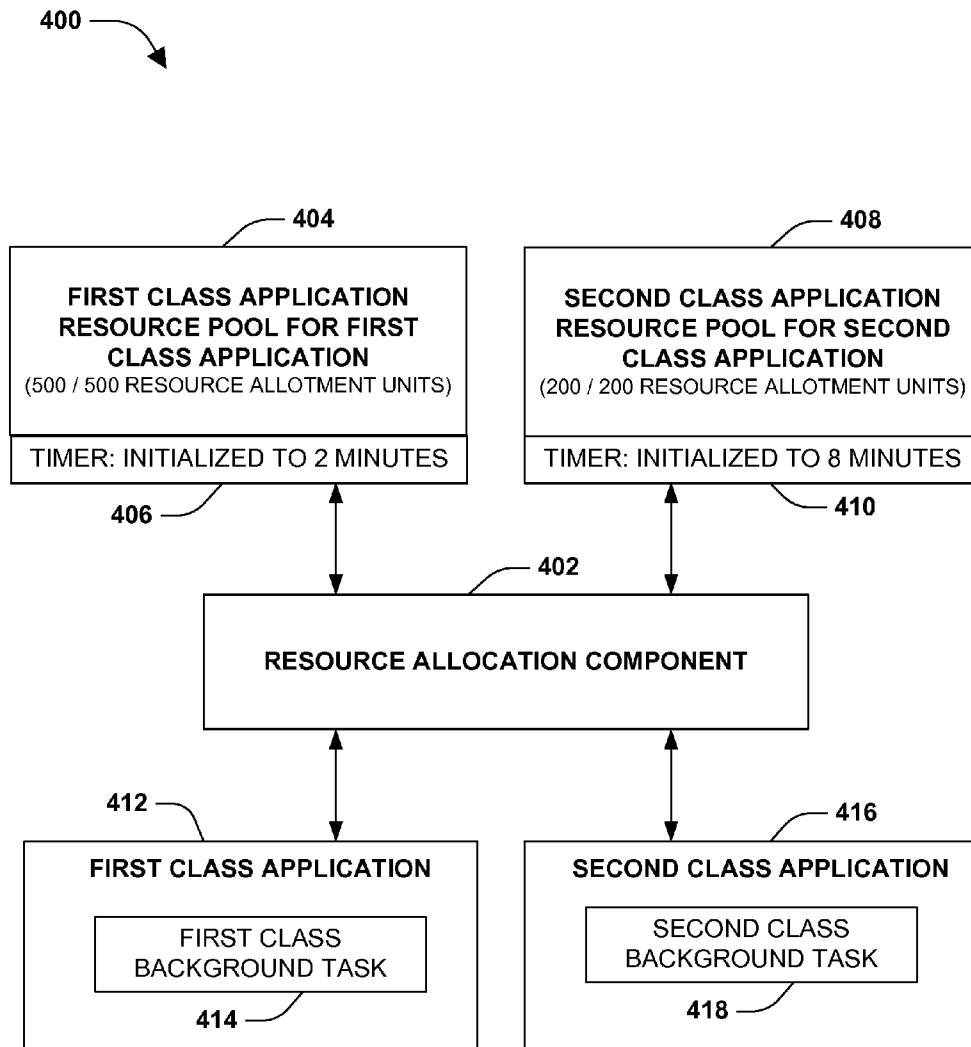 400
404
408
FIRST CLASS APPLICATION
RESOURCE POOL FOR FIRST
CLASS APPLICATION
(500 / 500 RESOURCE ALLOTMENT UNITS)
TIMER: INITIALIZED TO 2 MINUTES
SECOND CLASS APPLICATION
RESOURCE POOL FOR SECOND
CLASS APPLICATION
(200 / 200 RESOURCE ALLOTMENT UNITS)
TIMER: INITIALIZED TO 8 MINUTES
406
410
402
RESOURCE ALLOCATION COMPONENT
412
416
FIRST CLASS APPLICATION
FIRST CLASS
BACKGROUND TASK
414
SECOND CLASS APPLICATION
SECOND CLASS
BACKGROUND TASK
418